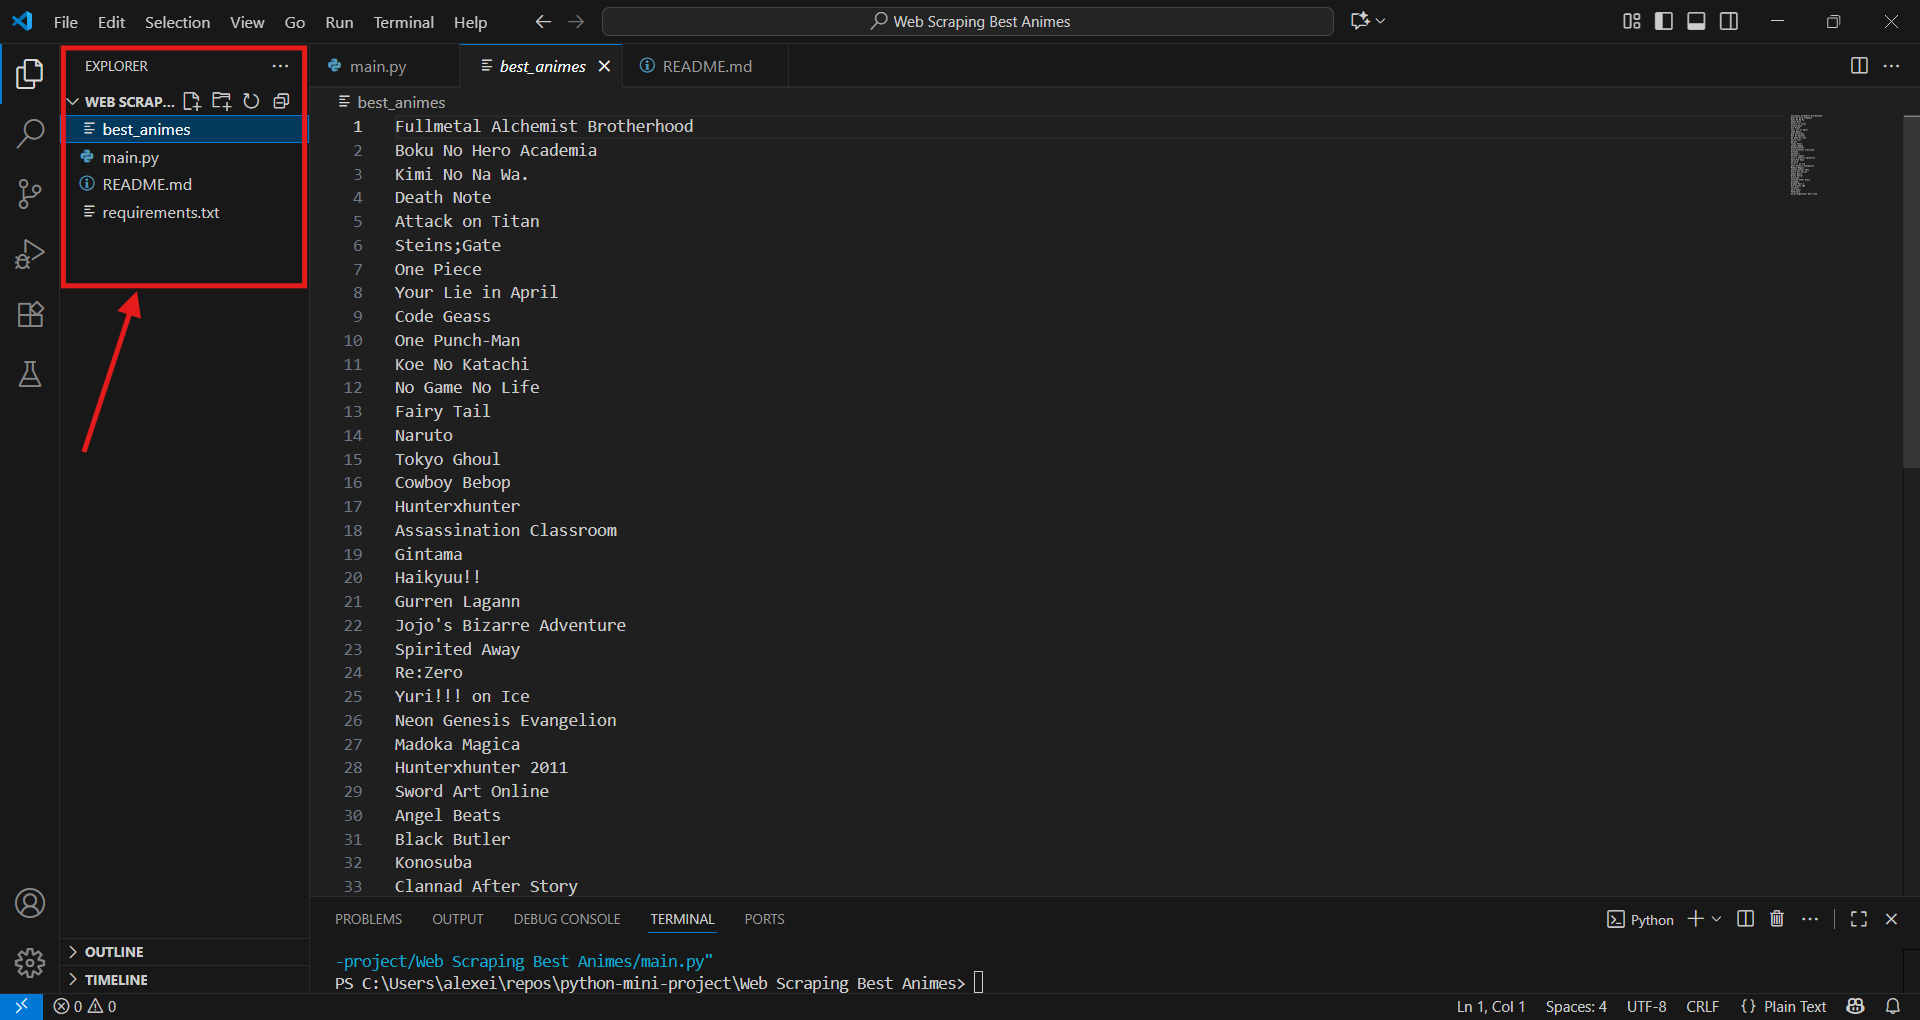 File Edit Selection View Go Run Terminal Help
Web Scraping Best Animes
EXPLORER
WEB SCRAP...
best_animes
main.py
README.md
requirements.txt
OUTLINE
TIMELINE
main.py best_animes README.md
best_animes
1 Fullmetal Alchemist Brotherhood
2 Boku No Hero Academia
3 Kimi No Na Wa.
4 Death Note
5 Attack on Titan
6 Steins;Gate
7 One Piece
8 Your Lie in April
9 Code Geass
10 One Punch-Man
11 Koe No Katachi
12 No Game No Life
13 Fairy Tail
14 Naruto
15 Tokyo Ghoul
16 Cowboy Bebop
17 Hunterxhunter
18 Assassination Classroom
19 Gintama
20 Haikyuu!!
21 Gurren Lagann
22 Jojo's Bizarre Adventure
23 Spirited Away
24 Re:Zero
25 Yuri!!! on Ice
26 Neon Genesis Evangelion
27 Madoka Magica
28 Hunterxhunter 2011
29 Sword Art Online
30 Angel Beats
31 Black Butler
32 Konosuba
33 Clannad After Story
PROBLEMS OUTPUT DEBUG CONSOLE TERMINAL PORTS
Python
-project/Web Scraping Best Animes/main.py"
PS C:\Users\alexei\repos\python-mini-project\Web Scraping Best Animes>
0 0
Ln 1, Col 1 Spaces: 4 UTF-8 CRLF {} Plain Text